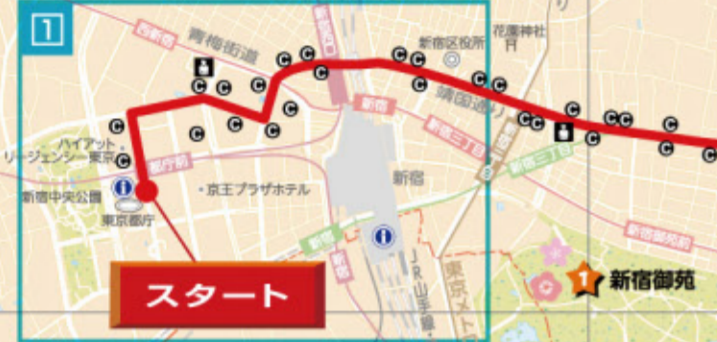 1
西新宿
青梅街道
新宿区役所
花園神社
新宿
靖国通り
新宿三丁目
新宿三丁目
ハイアット
リージェンシー東京
都庁前
新宿中央公園
東京都庁
京王プラザホテル
新宿
新宿
新宿
新宿御苑前
JR山手線
東京メトロ
スタート
1
新宿御苑